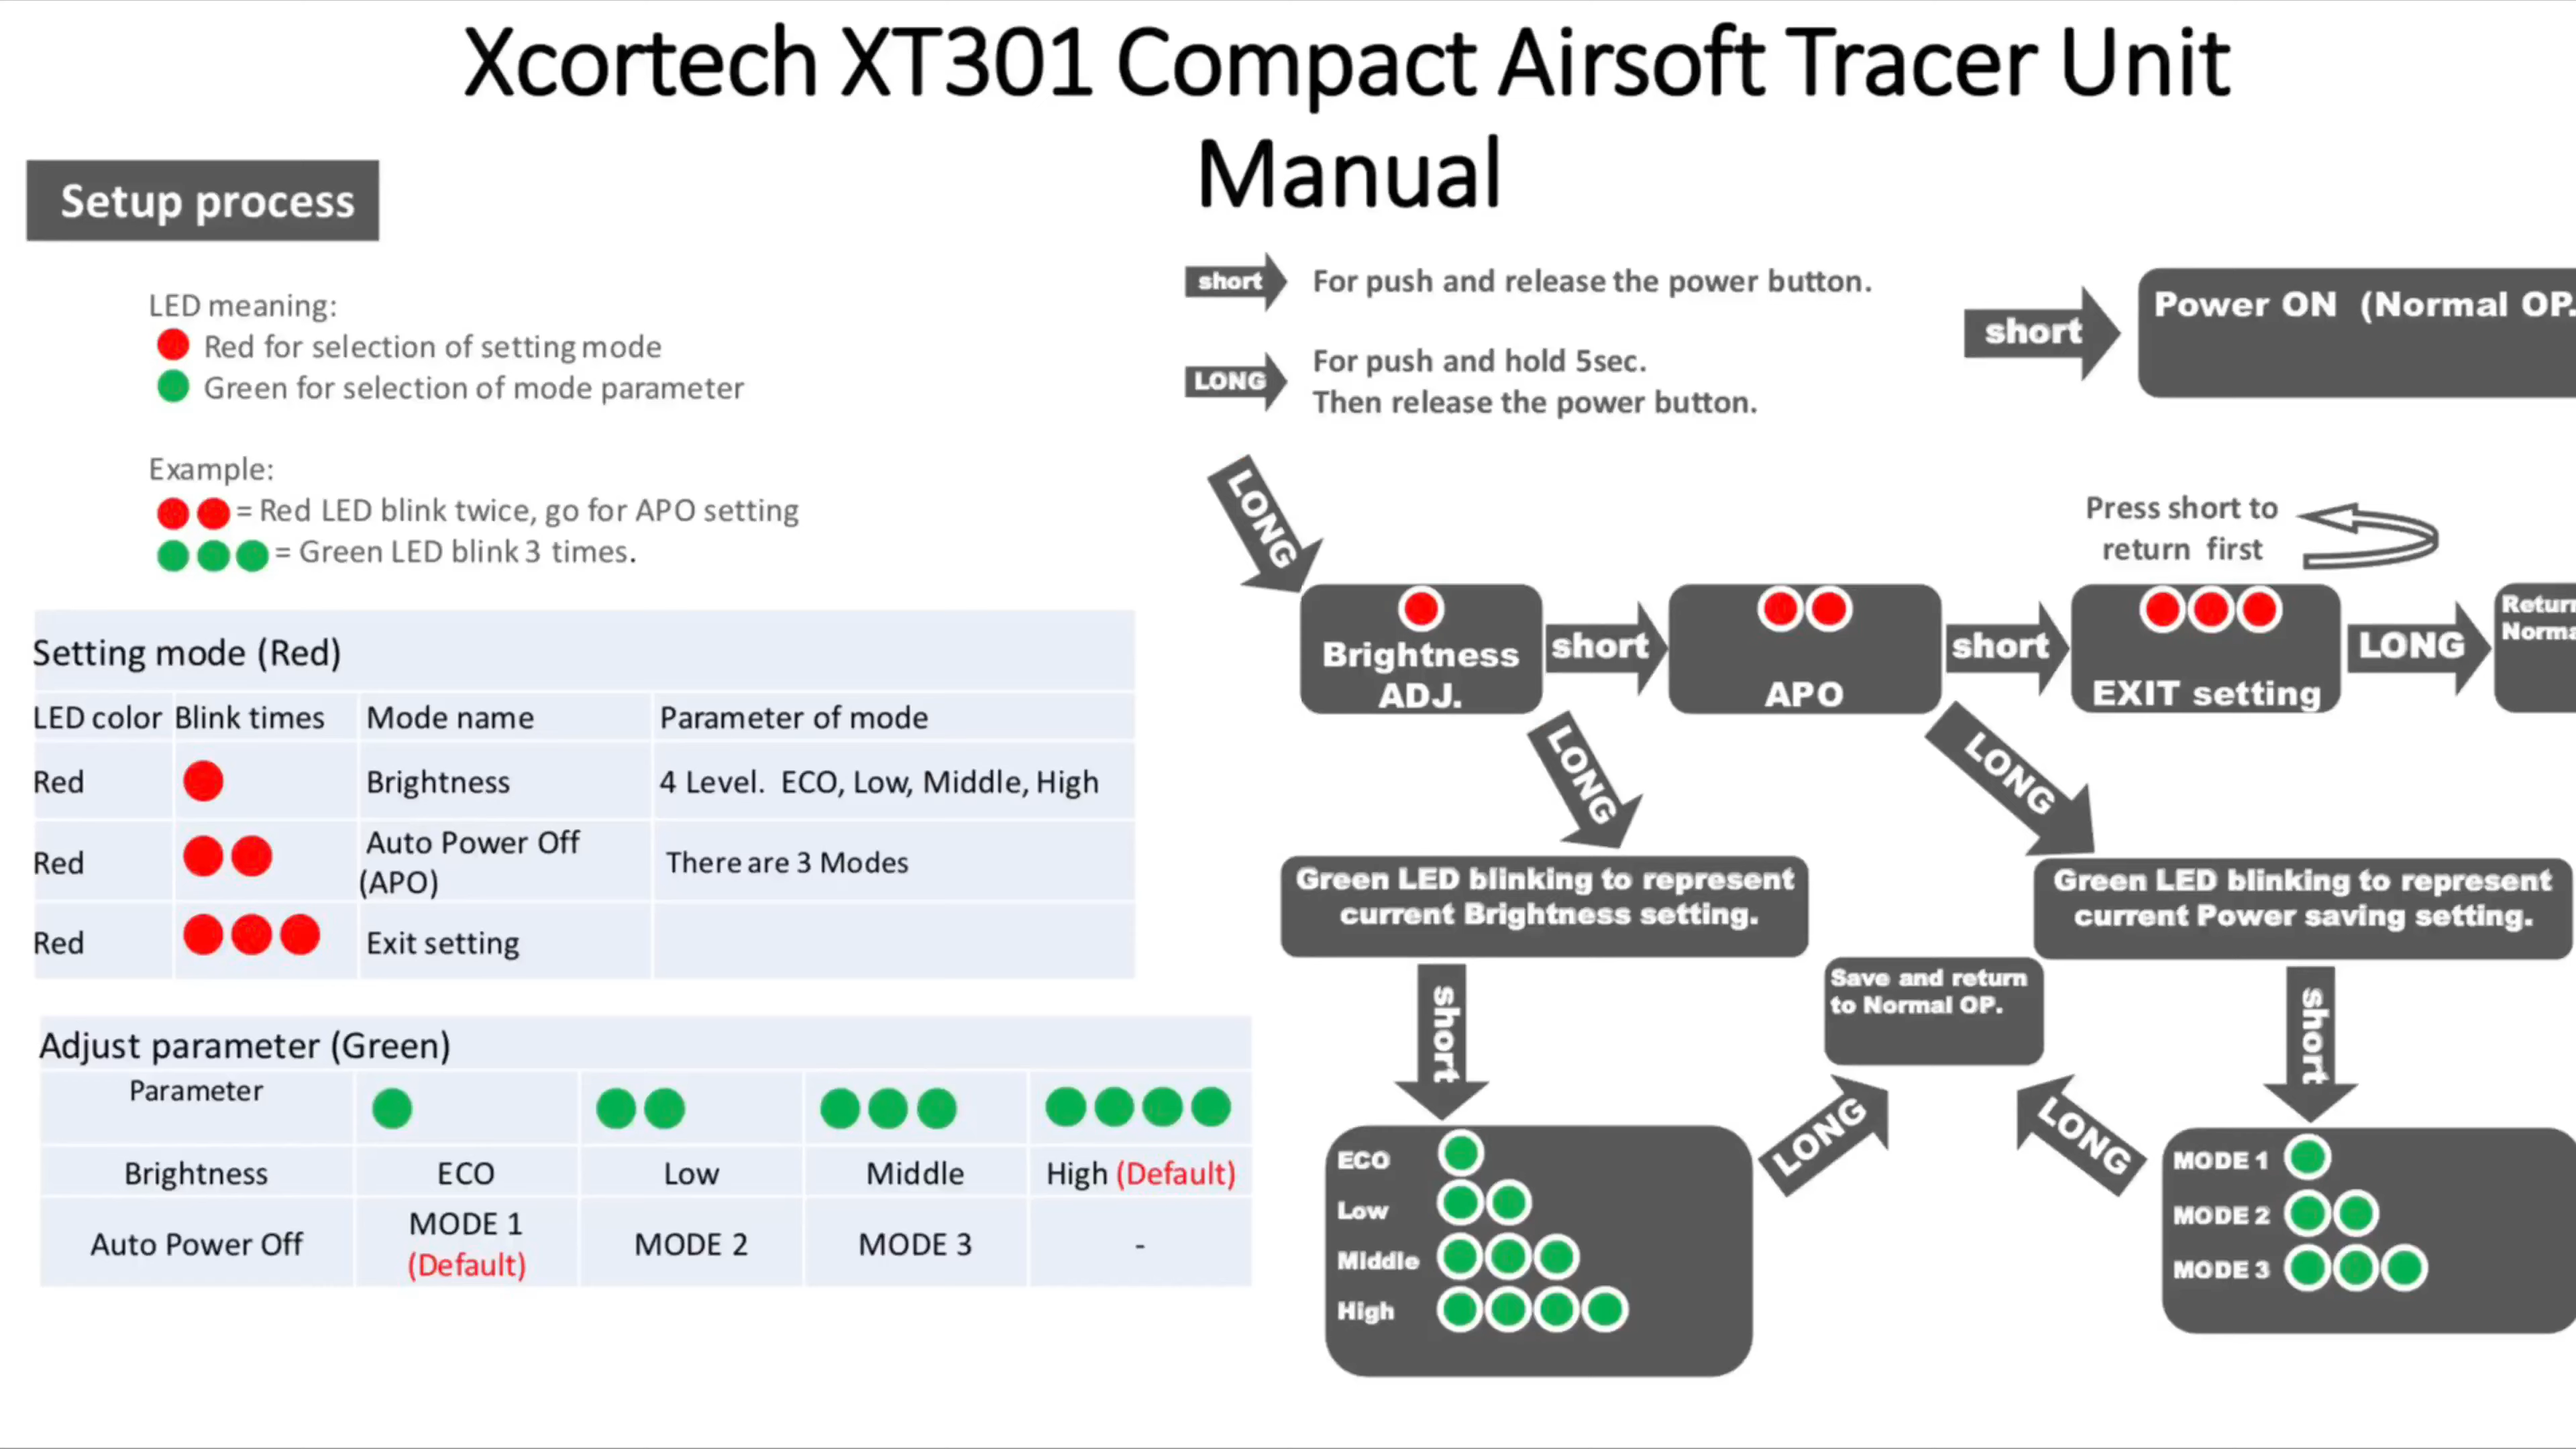 Xcortech XT301 Compact Airsoft Tracer Unit
Manual
Setup process
LED meaning:
Red for selection of setting mode
Green for selection of mode parameter
Example:
= Red LED blink twice, go for APO setting
= Green LED blink 3 times.
Setting mode (Red)
LED color Blink times Mode name Parameter of mode
Red Brightness 4 Level. ECO, Low, Middle, High
Red Auto Power Off
(APO) There are 3 Modes
Red Exit setting
Adjust parameter (Green)
Parameter
Brightness ECO Low Middle High (Default)
Auto Power Off MODE 1
(Default) MODE 2 MODE 3 -
short For push and release the power button.
LONG For push and hold 5sec.
Then release the power button.
short
Power ON (Normal OP.
LONG
Press short to
return first
Brightness
ADJ.
short
APO
short
EXIT setting
LONG
Return
Norma
LONG
LONG
Green LED blinking to represent
current Brightness setting.
Green LED blinking to represent
current Power saving setting.
Save and return
to Normal OP.
short
short
LONG
LONG
ECO
Low
Middle
High
MODE 1
MODE 2
MODE 3